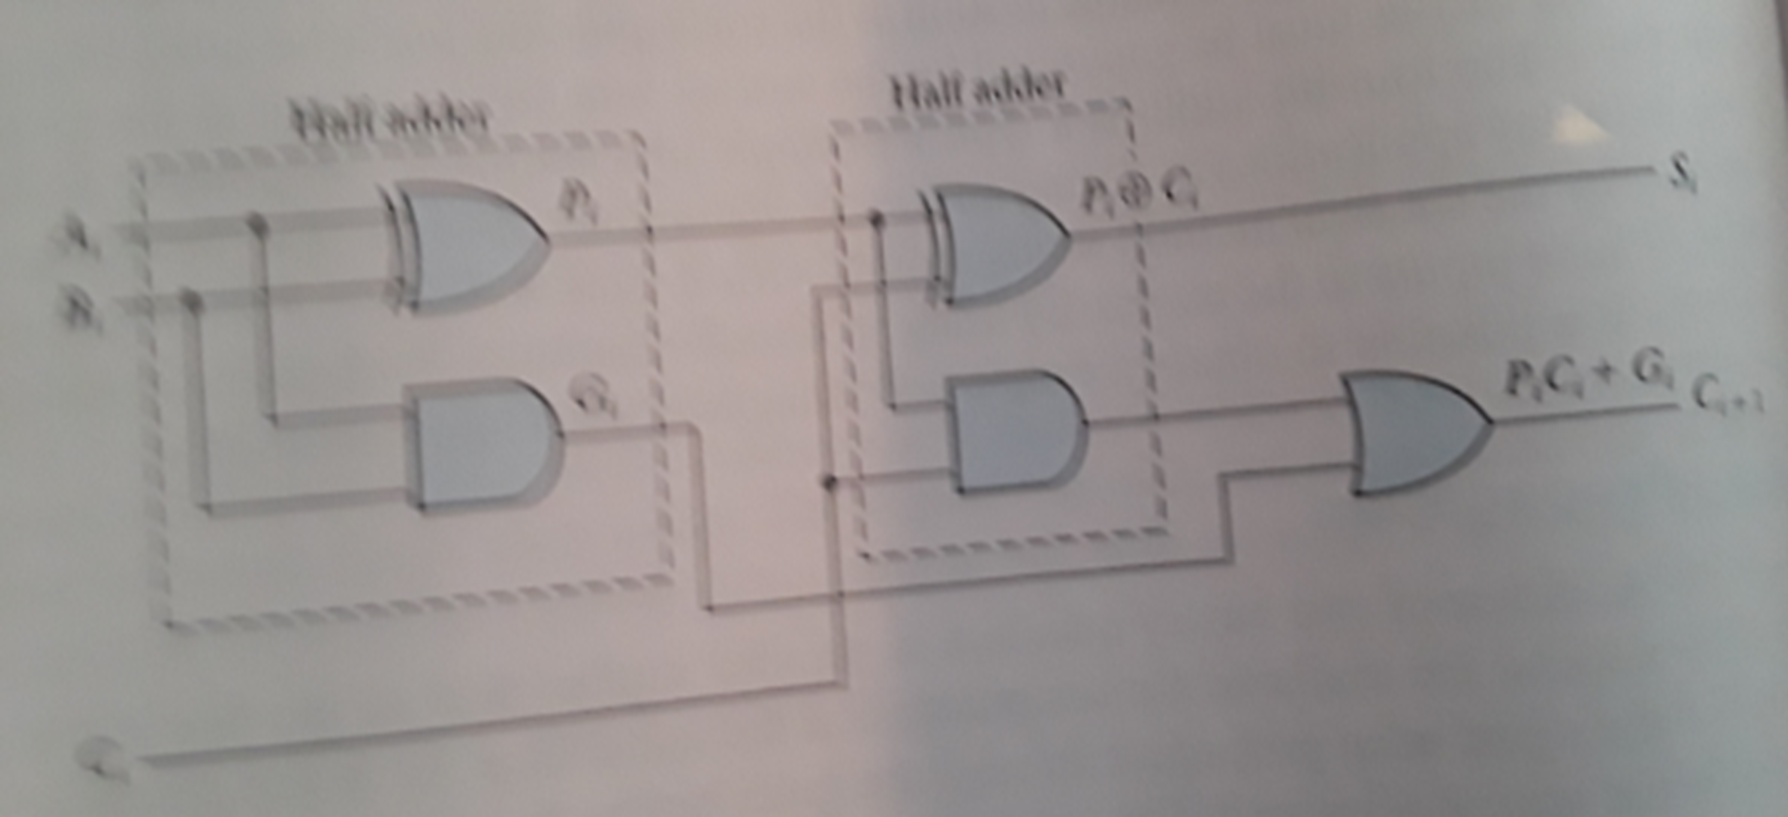 Half adder
Half adder
Aᵢ
Bᵢ
Pᵢ
Gᵢ
Pᵢ ⊕ Cᵢ
Sᵢ
PᵢCᵢ + Gᵢ
Cᵢ₊₁
Cᵢ